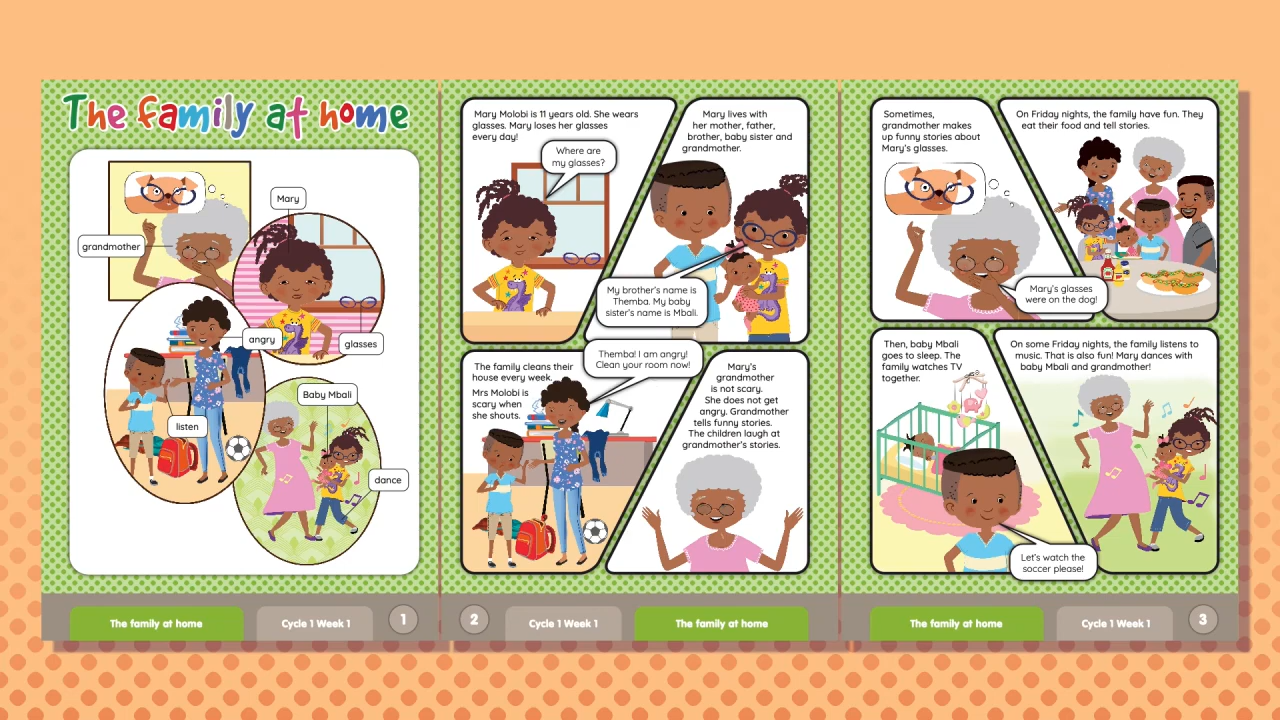 The family at home
Mary
grandmother
angry
glasses
Baby Mbali
listen
dance
The family at home
Cycle 1 Week 1
1
Mary Molobi is 11 years old. She wears
glasses. Mary loses her glasses
every day!
Where are
my glasses?
Mary lives with
her mother, father,
brother, baby sister and
grandmother.
My brother's name is
Themba. My baby
sister's name is Mbali.
The family cleans their
house every week.
Mrs Molobi is
scary when
she shouts.
Themba! I am angry!
Clean your room now!
Mary's
grandmother
is not scary.
She does not get
angry. Grandmother
tells funny stories.
The children laugh at
grandmother's stories.
2
Cycle 1 Week 1
The family at home
Sometimes,
grandmother makes
up funny stories about
Mary's glasses.
Mary's glasses
were on the dog!
On Friday nights, the family have fun. They
eat their food and tell stories.
Then, baby Mbali
goes to sleep. The
family watches TV
together.
Let's watch the
soccer please!
On some Friday nights, the family listens to
music. That is also fun! Mary dances with
baby Mbali and grandmother!
The family at home
Cycle 1 Week 1
3